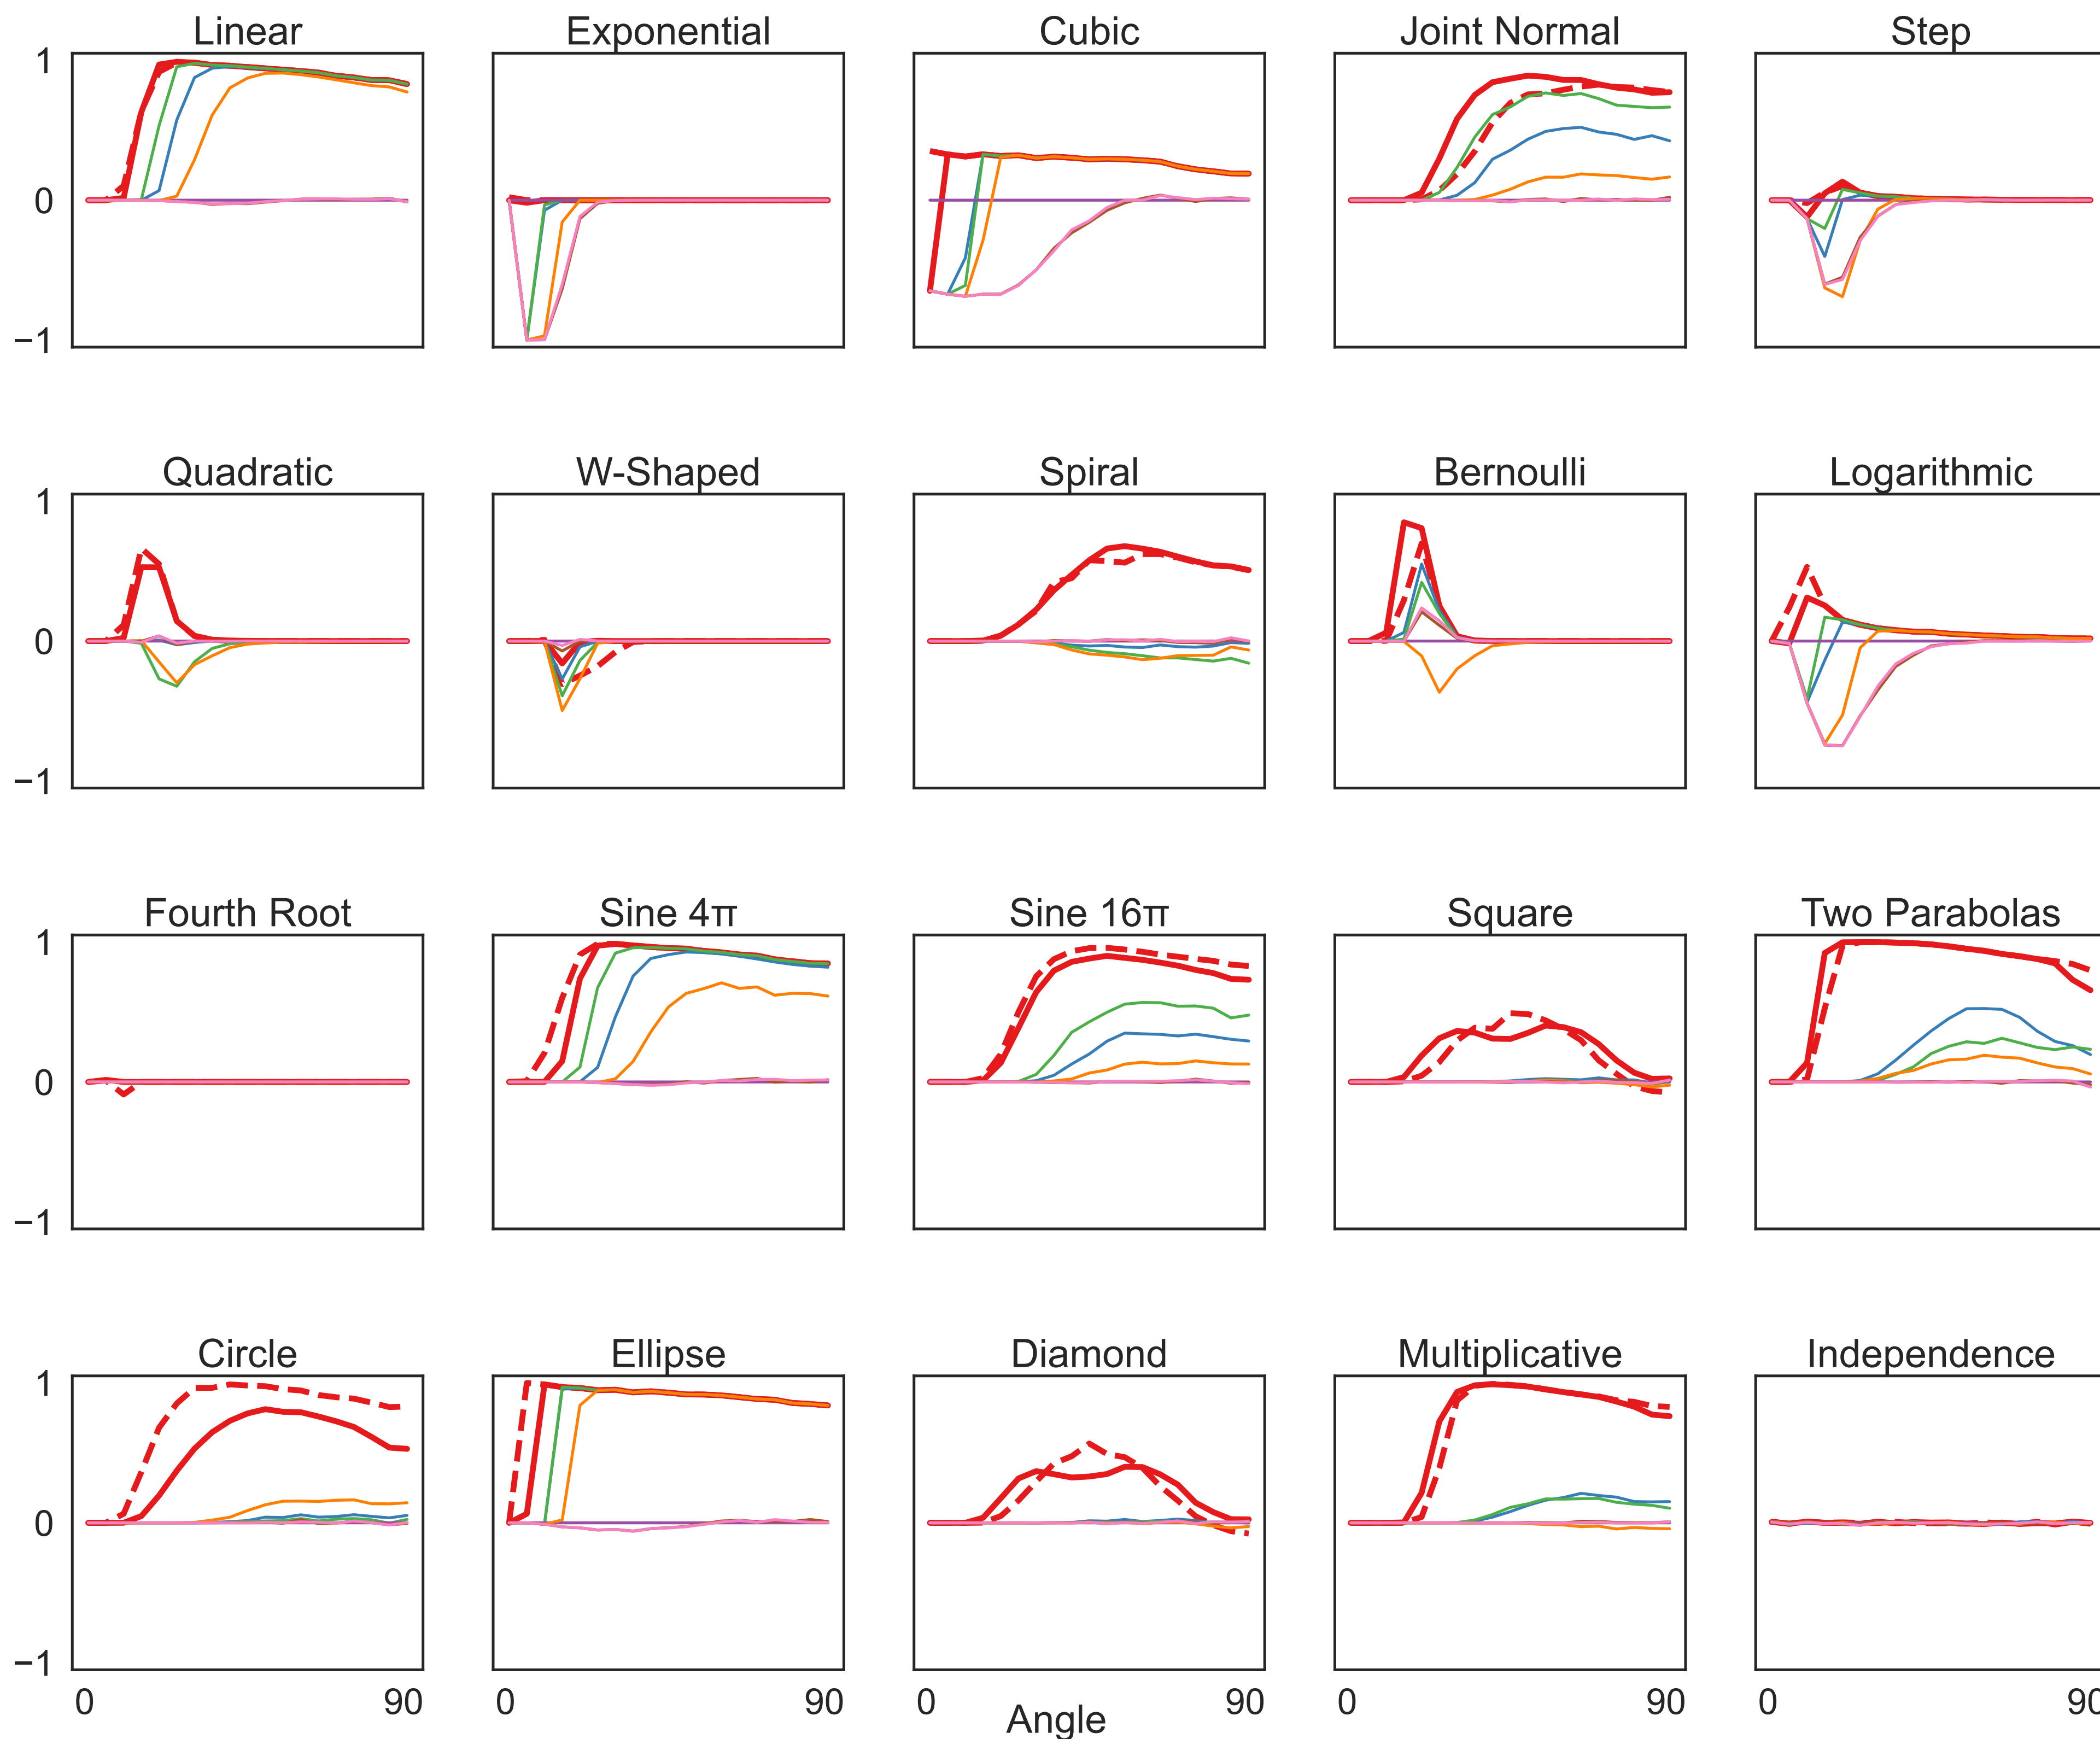 Linear Exponential Cubic Joint Normal Step
1
0
−1
Quadratic W-Shaped Spiral Bernoulli Logarithmic
1
0
−1
Fourth Root Sine 4π Sine 16π Square Two Parabolas
1
0
−1
Circle Ellipse Diamond Multiplicative Independence
1
0
−1
0 90 0 90 0 90 0 90 0 90
Angle